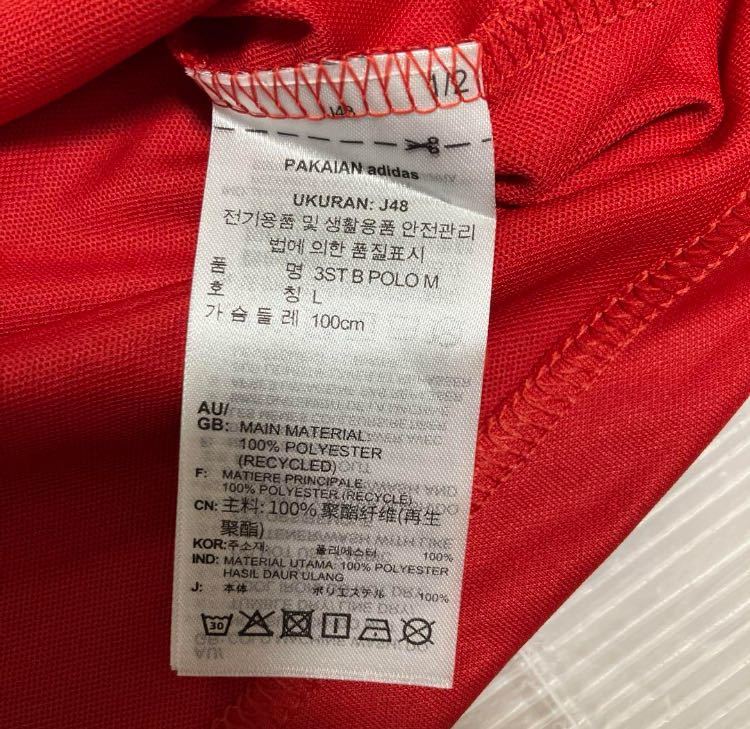 1/2
J48
PAKAIAN adidas
UKURAN: J48
전기용품 및 생활용품 안전관리
법에 의한 품질표시
품 명 3ST B POLO M
호 칭 L
가 슴 둘 레 100cm
AU/
GB: MAIN MATERIAL:
100% POLYESTER
(RECYCLED)
F: MATIERE PRINCIPALE:
100% POLYESTER (RECYCLE)
CN: 主料: 100% 聚酯纤维(再生
聚酯)
KOR: 주소재: 폴리에스터 100%
IND: MATERIAL UTAMA: 100% POLYESTER
HASIL DAUR ULANG
J: 本体 ポリエステル 100%
30